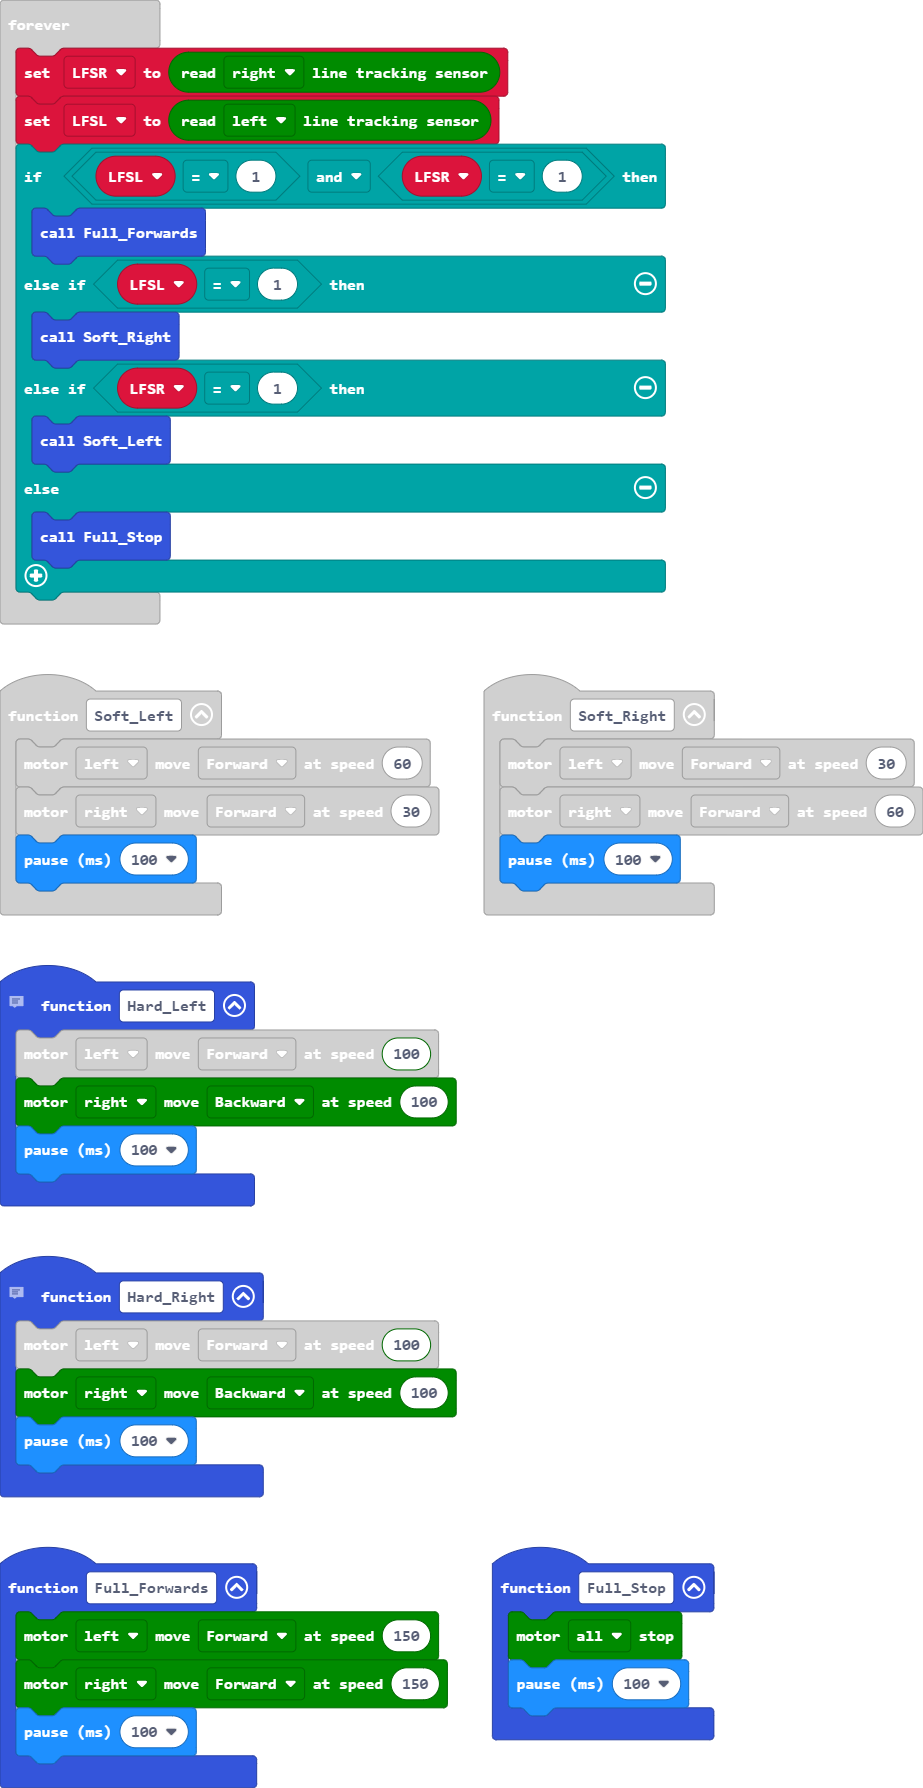 forever
set LFSR to read right line tracking sensor
set LFSL to read left line tracking sensor
if LFSL = 1 and LFSR = 1 then
call Full_Forwards
else if LFSL = 1 then
call Soft_Right
else if LFSR = 1 then
call Soft_Left
else
call Full_Stop
function Soft_Left
motor left move Forward at speed 60
motor right move Forward at speed 30
pause (ms) 100
function Soft_Right
motor left move Forward at speed 30
motor right move Forward at speed 60
pause (ms) 100
function Hard_Left
motor left move Forward at speed 100
motor right move Backward at speed 100
pause (ms) 100
function Hard_Right
motor left move Forward at speed 100
motor right move Backward at speed 100
pause (ms) 100
function Full_Forwards
motor left move Forward at speed 150
motor right move Forward at speed 150
pause (ms) 100
function Full_Stop
motor all stop
pause (ms) 100